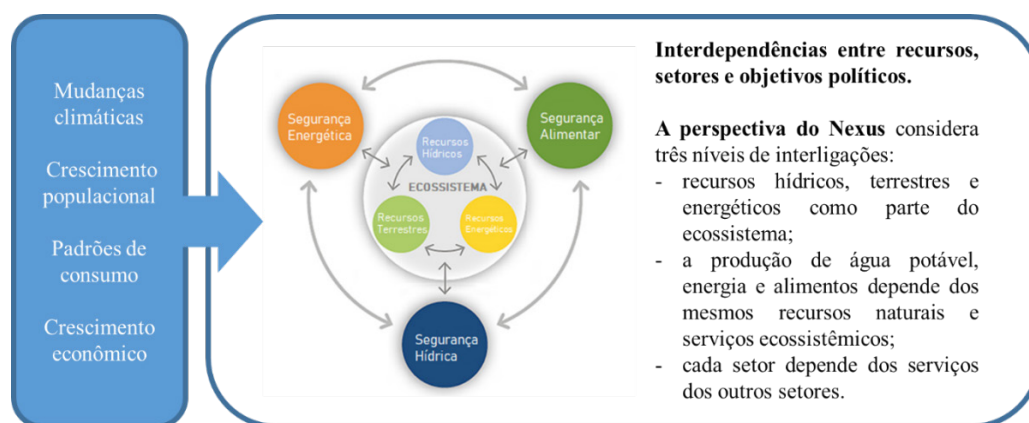 Mudanças
climáticas
Crescimento
populacional
Padrões de
consumo
Crescimento
econômico
Segurança
Energética
Segurança
Alimentar
Recursos
Hídricos
ECOSSISTEMA
Recursos
Terrestres
Recursos
Energéticos
Segurança
Hídrica
Interdependências entre recursos,
setores e objetivos políticos.
A perspectiva do Nexus considera
três níveis de interligações:
- recursos hídricos, terrestres e
energéticos como parte do
ecossistema;
- a produção de água potável,
energia e alimentos depende dos
mesmos recursos naturais e
serviços ecossistêmicos;
- cada setor depende dos serviços
dos outros setores.